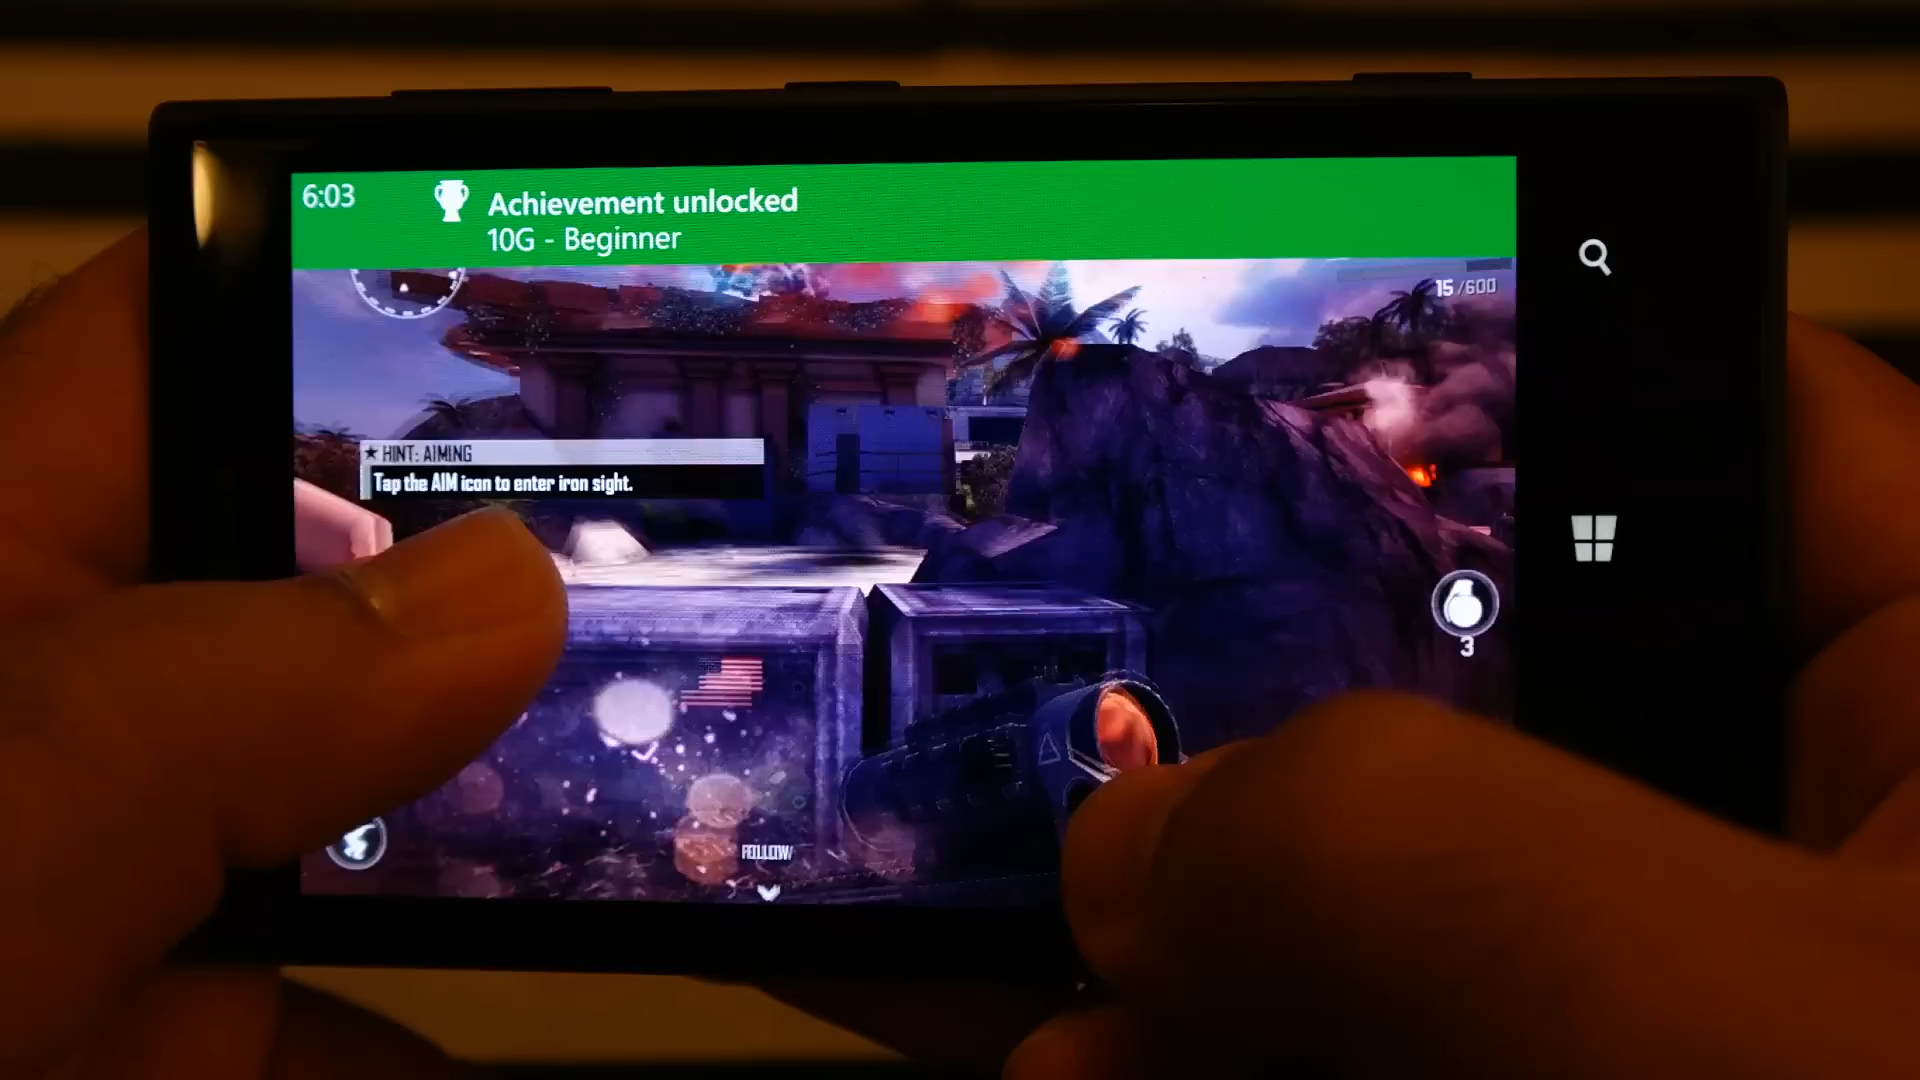 6:03
Achievement unlocked
10G - Beginner
15/600
HINT: AIMING
Tap the AIM icon to enter iron sight.
3
FOLLOW